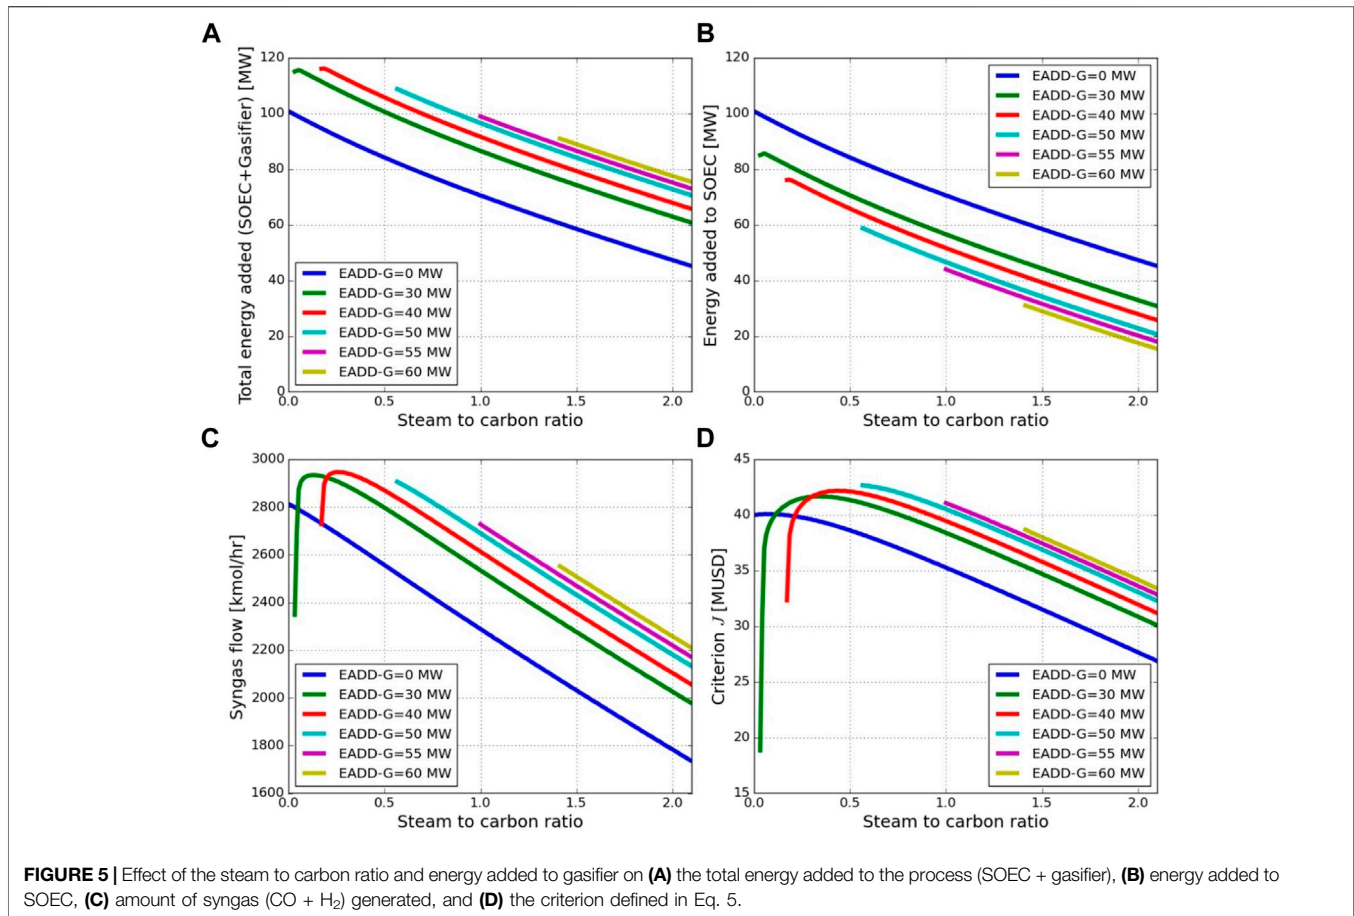 A
Total energy added (SOEC+Gasifier) [MW]
120
100
80
60
40
20
0
EADD-G=0 MW
EADD-G=30 MW
EADD-G=40 MW
EADD-G=50 MW
EADD-G=55 MW
EADD-G=60 MW
0.0 0.5 1.0 1.5 2.0
Steam to carbon ratio
B
Energy added to SOEC [MW]
120
100
80
60
40
20
0
EADD-G=0 MW
EADD-G=30 MW
EADD-G=40 MW
EADD-G=50 MW
EADD-G=55 MW
EADD-G=60 MW
0.0 0.5 1.0 1.5 2.0
Steam to carbon ratio
C
Syngas flow [kmol/hr]
3000
2800
2600
2400
2200
2000
1800
1600
EADD-G=0 MW
EADD-G=30 MW
EADD-G=40 MW
EADD-G=50 MW
EADD-G=55 MW
EADD-G=60 MW
0.0 0.5 1.0 1.5 2.0
Steam to carbon ratio
D
Criterion J [MUSD]
45
40
35
30
25
20
15
EADD-G=0 MW
EADD-G=30 MW
EADD-G=40 MW
EADD-G=50 MW
EADD-G=55 MW
EADD-G=60 MW
0.0 0.5 1.0 1.5 2.0
Steam to carbon ratio
FIGURE 5 | Effect of the steam to carbon ratio and energy added to gasifier on (A) the total energy added to the process (SOEC + gasifier), (B) energy added to
SOEC, (C) amount of syngas (CO + H₂) generated, and (D) the criterion defined in Eq. 5.